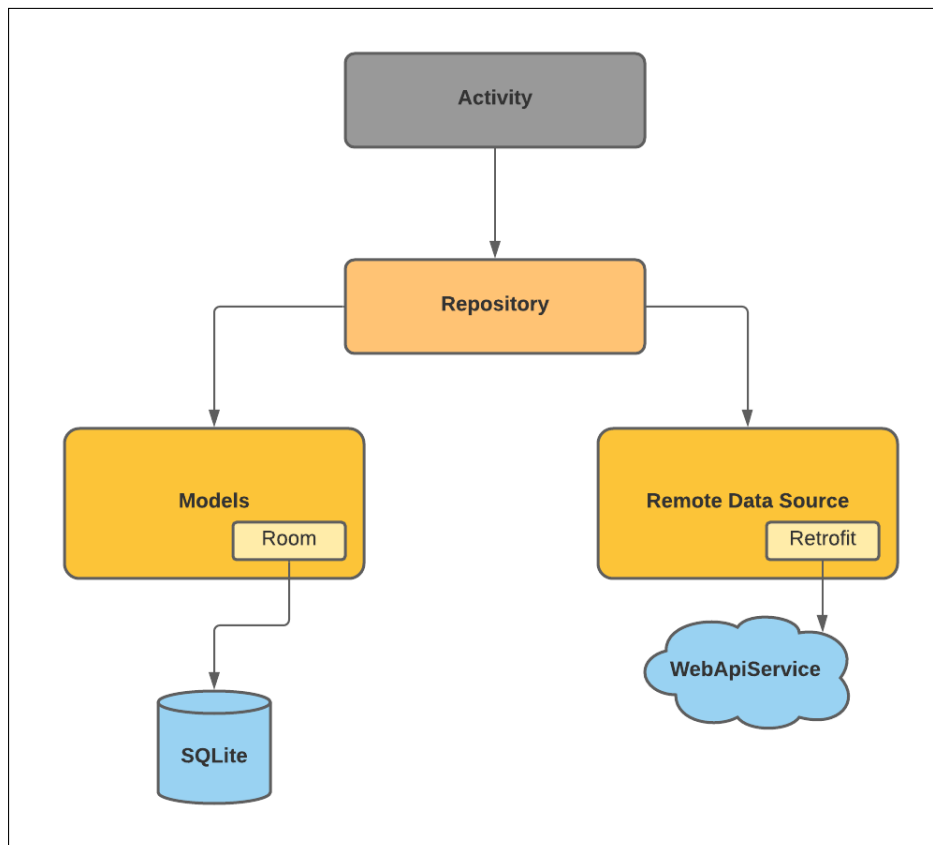 Activity
Repository
Models
Room
Remote Data Source
Retrofit
WebApiService
SQLite